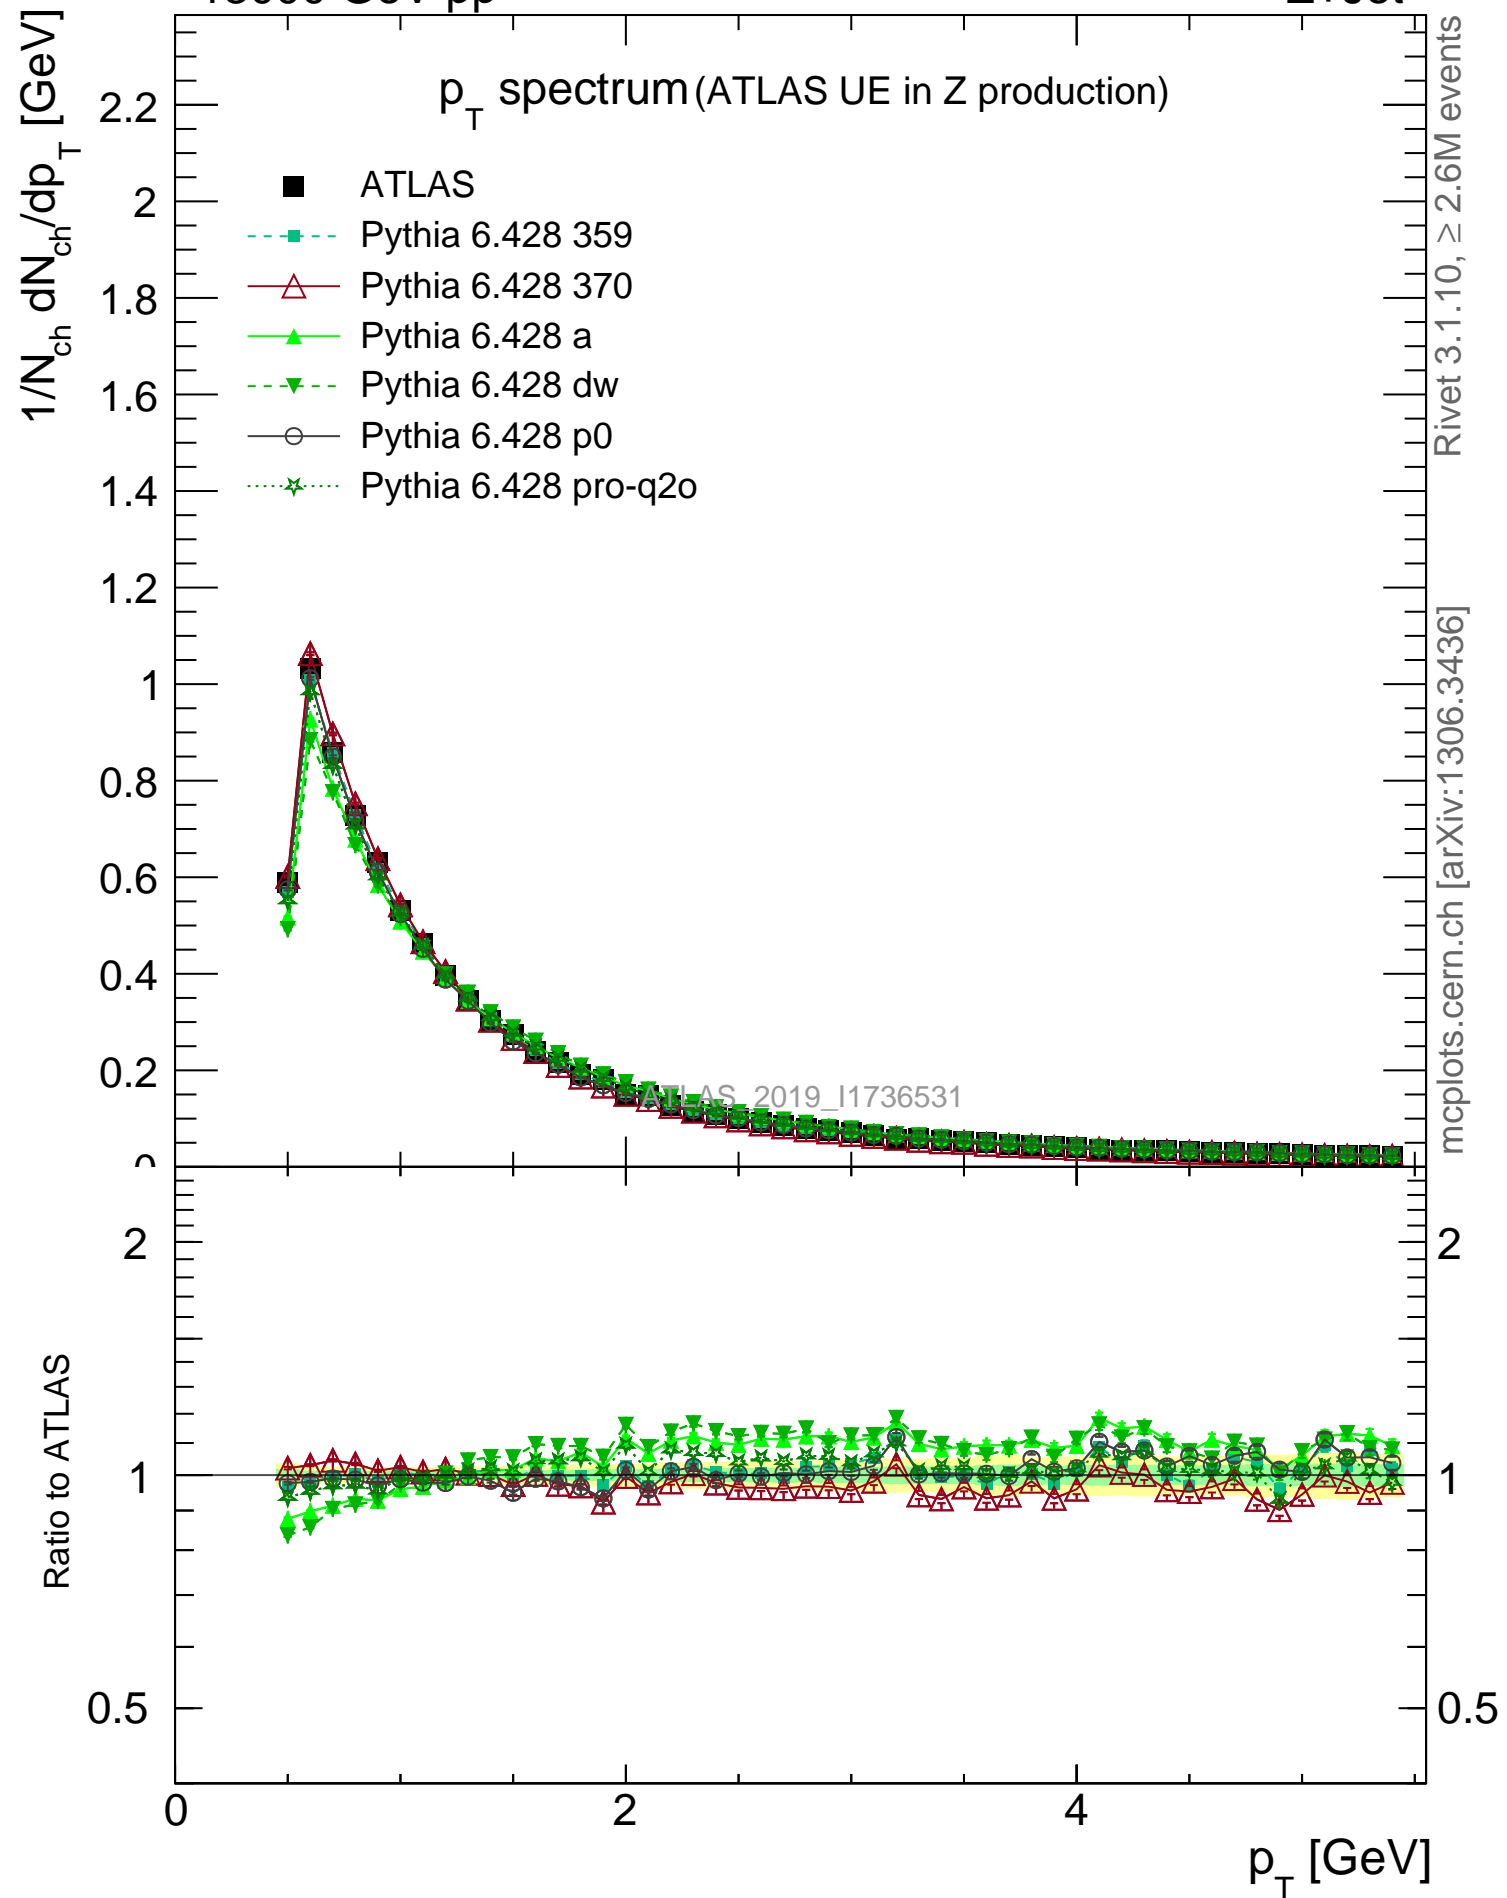 p_T spectrum (ATLAS UE in Z production)
ATLAS
Pythia 6.428 359
Pythia 6.428 370
Pythia 6.428 a
Pythia 6.428 dw
Pythia 6.428 p0
Pythia 6.428 pro-q2o
1/N_ch dN_ch/dp_T [GeV]
2.2
2
1.8
1.6
1.4
1.2
1
0.8
0.6
0.4
0.2
0
ATLAS_2019_I1736531
Rivet 3.1.10, ≥ 2.6M events
mcplots.cern.ch [arXiv:1306.3436]
Ratio to ATLAS
2
1
0.5
2
1
0.5
0
2
4
p_T [GeV]